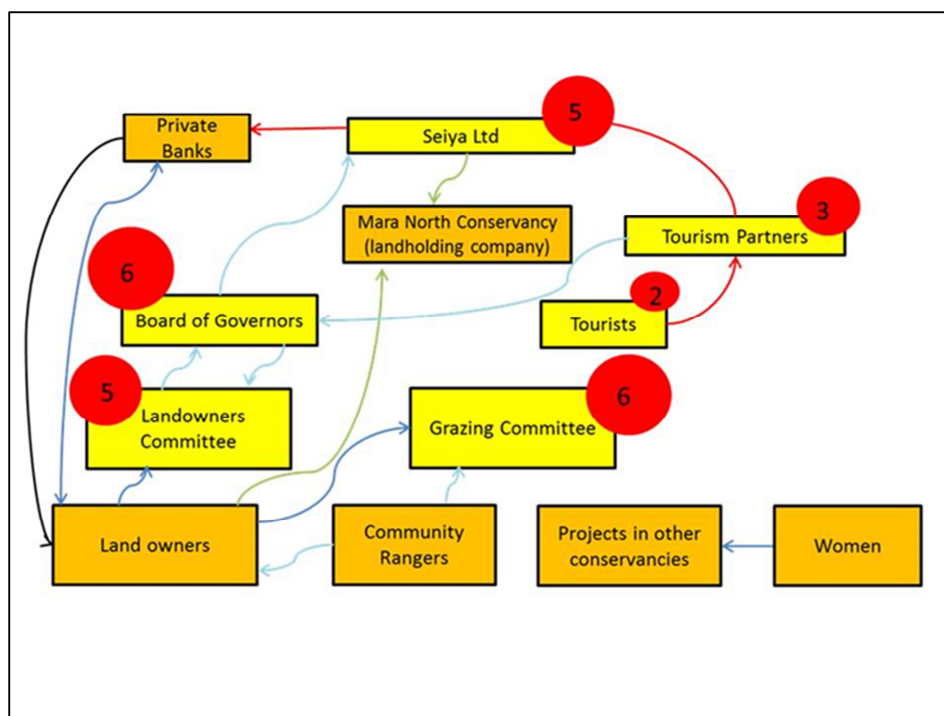 5
Private
Banks
Seiya Ltd
3
Mara North Conservancy
(landholding company)
Tourism Partners
6
2
Board of Governors
Tourists
5
6
Landowners
Committee
Grazing Committee
Land owners
Community
Rangers
Projects in other
conservancies
Women